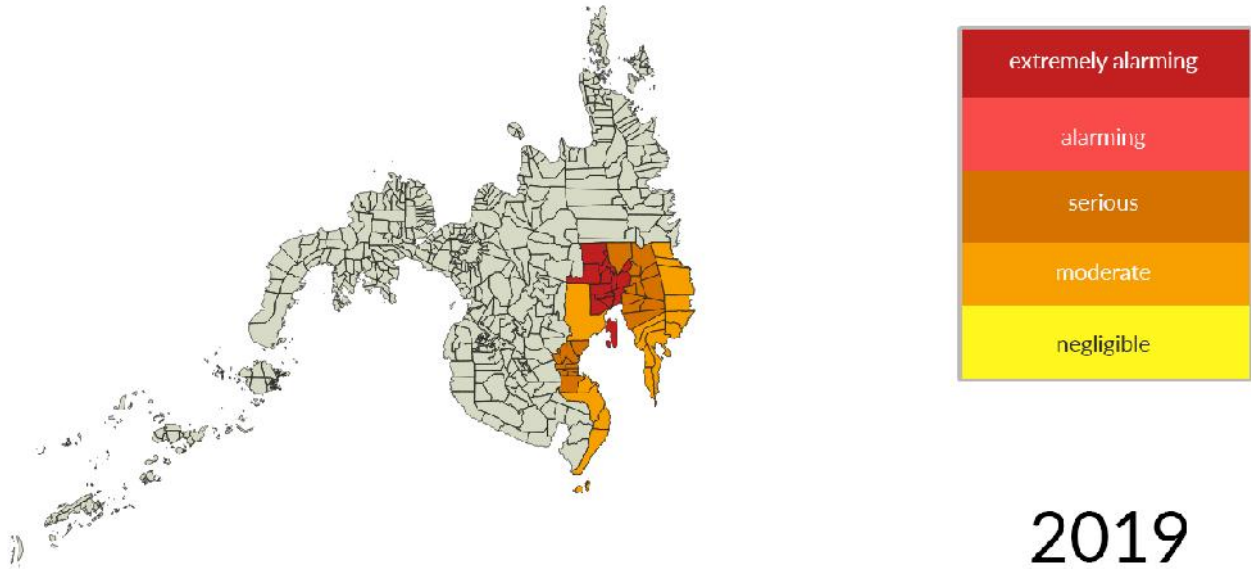 extremely alarming
alarming
serious
moderate
negligible
2019